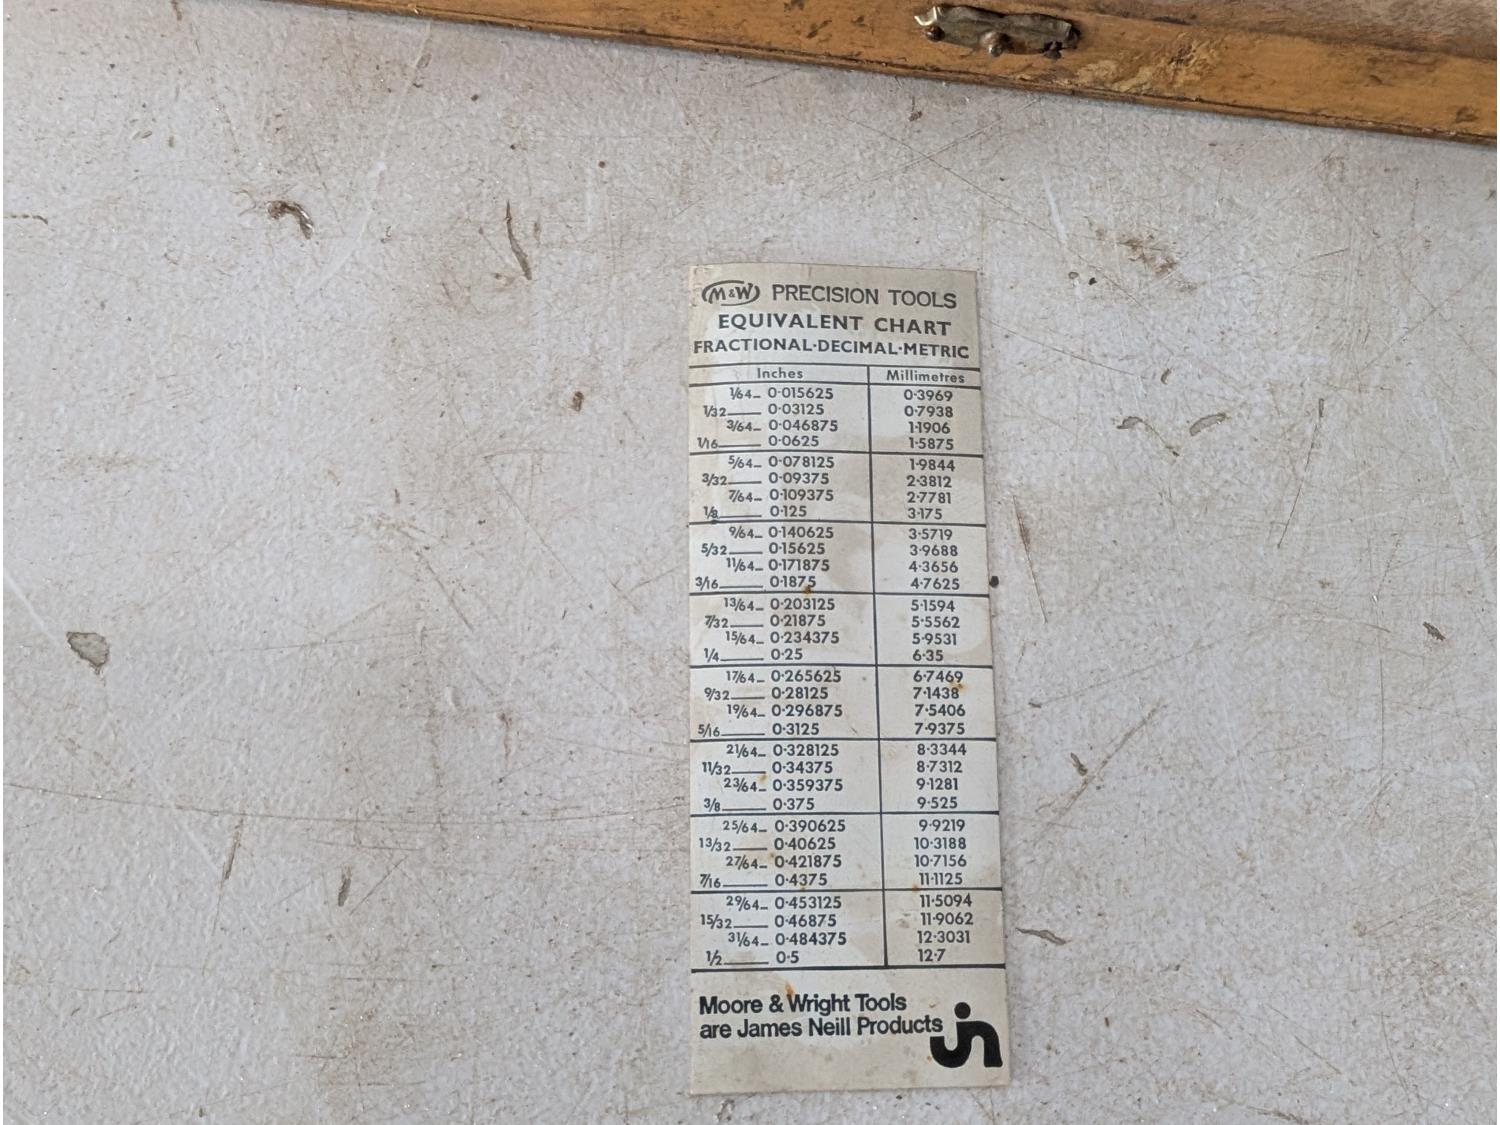 M&W PRECISION TOOLS
EQUIVALENT CHART
FRACTIONAL·DECIMAL·METRIC
Inches Millimetres
1/64 0·015625 0·3969
1/32 0·03125 0·7938
3/64 0·046875 1·1906
1/16 0·0625 1·5875
5/64 0·078125 1·9844
3/32 0·09375 2·3812
7/64 0·109375 2·7781
1/8 0·125 3·175
9/64 0·140625 3·5719
5/32 0·15625 3·9688
11/64 0·171875 4·3656
3/16 0·1875 4·7625
13/64 0·203125 5·1594
7/32 0·21875 5·5562
15/64 0·234375 5·9531
1/4 0·25 6·35
17/64 0·265625 6·7469
9/32 0·28125 7·1438
19/64 0·296875 7·5406
5/16 0·3125 7·9375
21/64 0·328125 8·3344
11/32 0·34375 8·7312
23/64 0·359375 9·1281
3/8 0·375 9·525
25/64 0·390625 9·9219
13/32 0·40625 10·3188
27/64 0·421875 10·7156
7/16 0·4375 11·1125
29/64 0·453125 11·5094
15/32 0·46875 11·9062
31/64 0·484375 12·3031
1/2 0·5 12·7
Moore & Wright Tools
are James Neill Products
jn